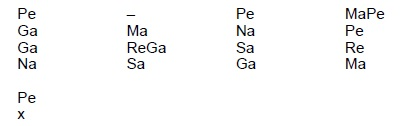 Pe – Pe MaPe
Ga Ma Na Pe
Ga ReGa Sa Re
Na Sa Ga Ma
Pe
x